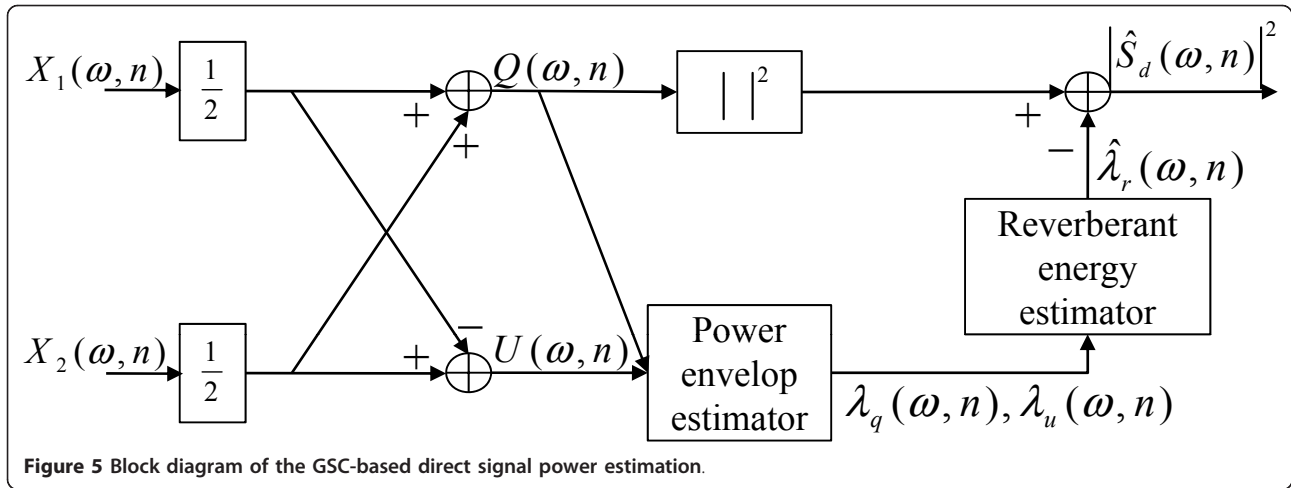 X₁(ω,n)
1/2
+
+
Q(ω,n)
| |²
+
−
|Ŝ_d(ω,n)|²
λ̂_r(ω,n)
Reverberant
energy
estimator
X₂(ω,n)
1/2
−
+
U(ω,n)
Power
envelop
estimator
λ_q(ω,n), λ_u(ω,n)
Figure 5 Block diagram of the GSC-based direct signal power estimation.